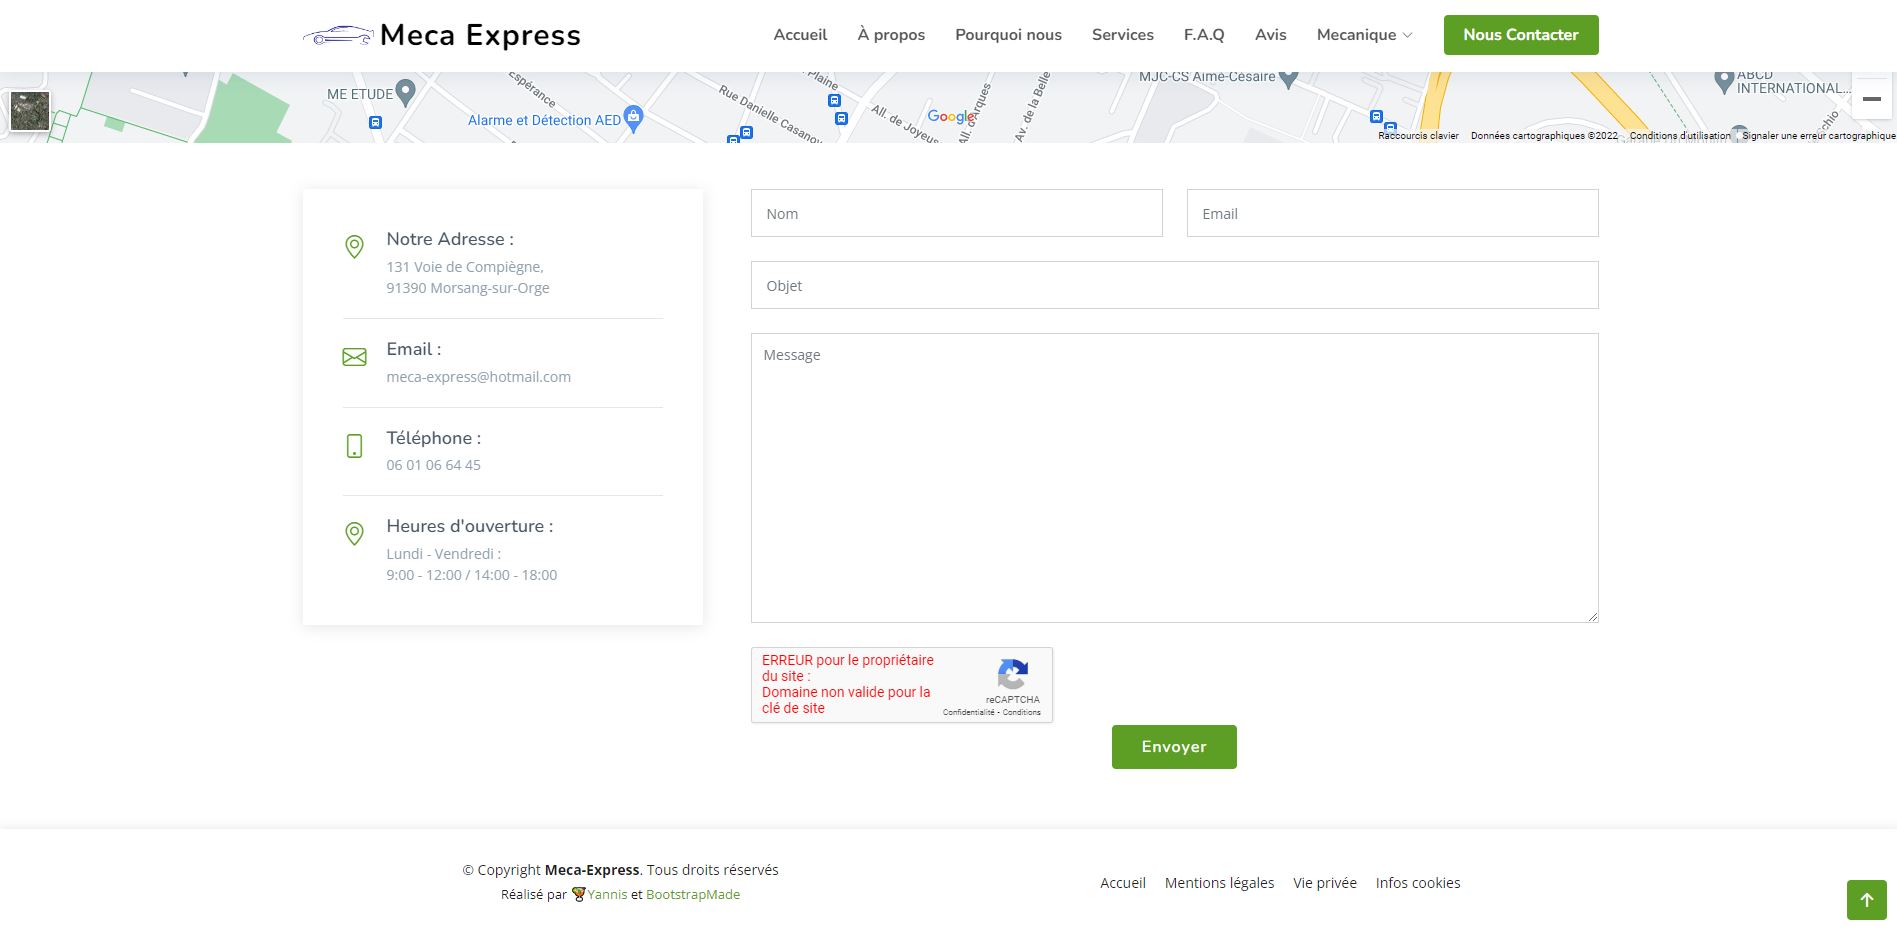 Meca Express
Accueil
À propos
Pourquoi nous
Services
F.A.Q
Avis
Mecanique
Nous Contacter
ME ETUDE
Espérance
Alarme et Détection AED
Rue Danielle Casanov
Plaine
All. de Joyeus
Google
All. d'Arques
Av. de la Belle
MJC-CS Aimé-Césaire
ABCD
INTERNATIONAL...
Raccourcis clavier
Données cartographiques ©2022
Conditions d'utilisation
Signaler une erreur cartographique
Notre Adresse :
131 Voie de Compiègne,
91390 Morsang-sur-Orge
Email :
meca-express@hotmail.com
Téléphone :
06 01 06 64 45
Heures d'ouverture :
Lundi - Vendredi :
9:00 - 12:00 / 14:00 - 18:00
Nom
Email
Objet
Message
ERREUR pour le propriétaire
du site :
Domaine non valide pour la
clé de site
reCAPTCHA
Confidentialité - Conditions
Envoyer
© Copyright Meca-Express. Tous droits réservés
Réalisé par Yannis et BootstrapMade
Accueil
Mentions légales
Vie privée
Infos cookies